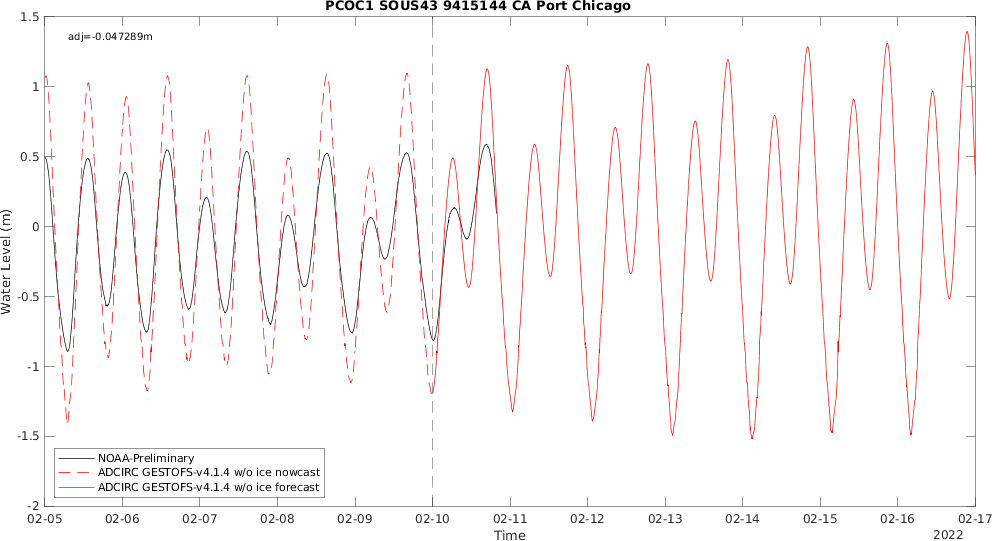 PCOC1 SOUS43 9415144 CA Port Chicago
adj=-0.047289m
1.5
1
0.5
0
-0.5
-1
-1.5
-2
Water Level (m)
NOAA-Preliminary
ADCIRC GESTOFS-v4.1.4 w/o ice nowcast
ADCIRC GESTOFS-v4.1.4 w/o ice forecast
02-05 02-06 02-07 02-08 02-09 02-10 02-11 02-12 02-13 02-14 02-15 02-16 02-17
Time
2022